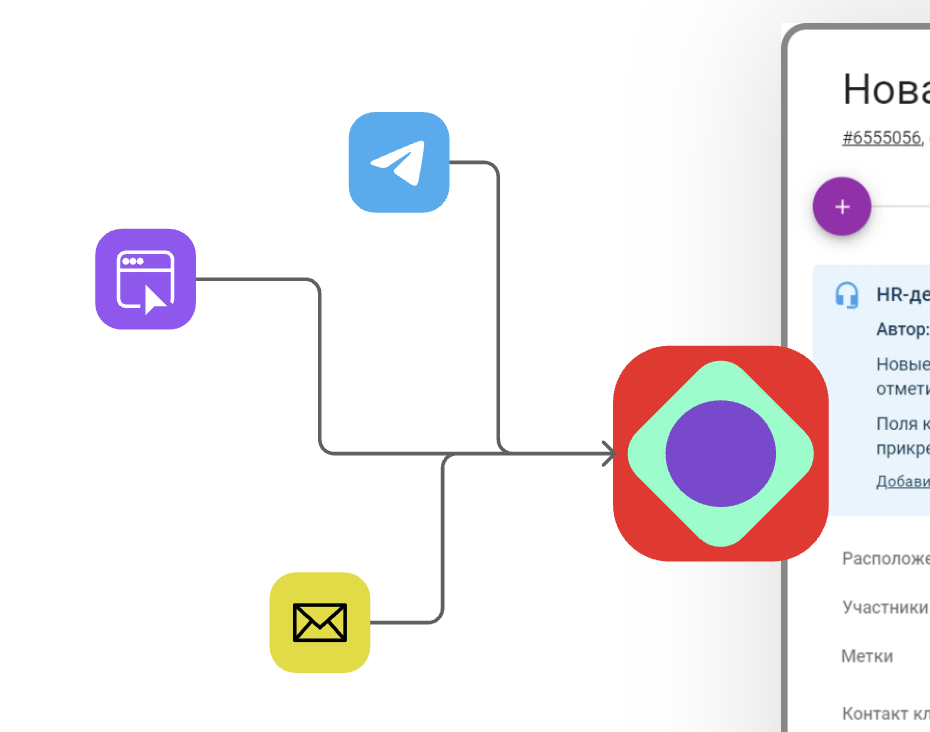 Нова
#6555056,
HR-де
Автор:
Новые
отмети
Поля к
прикре
Добави
Расположе
Участники
Метки
Контакт кл